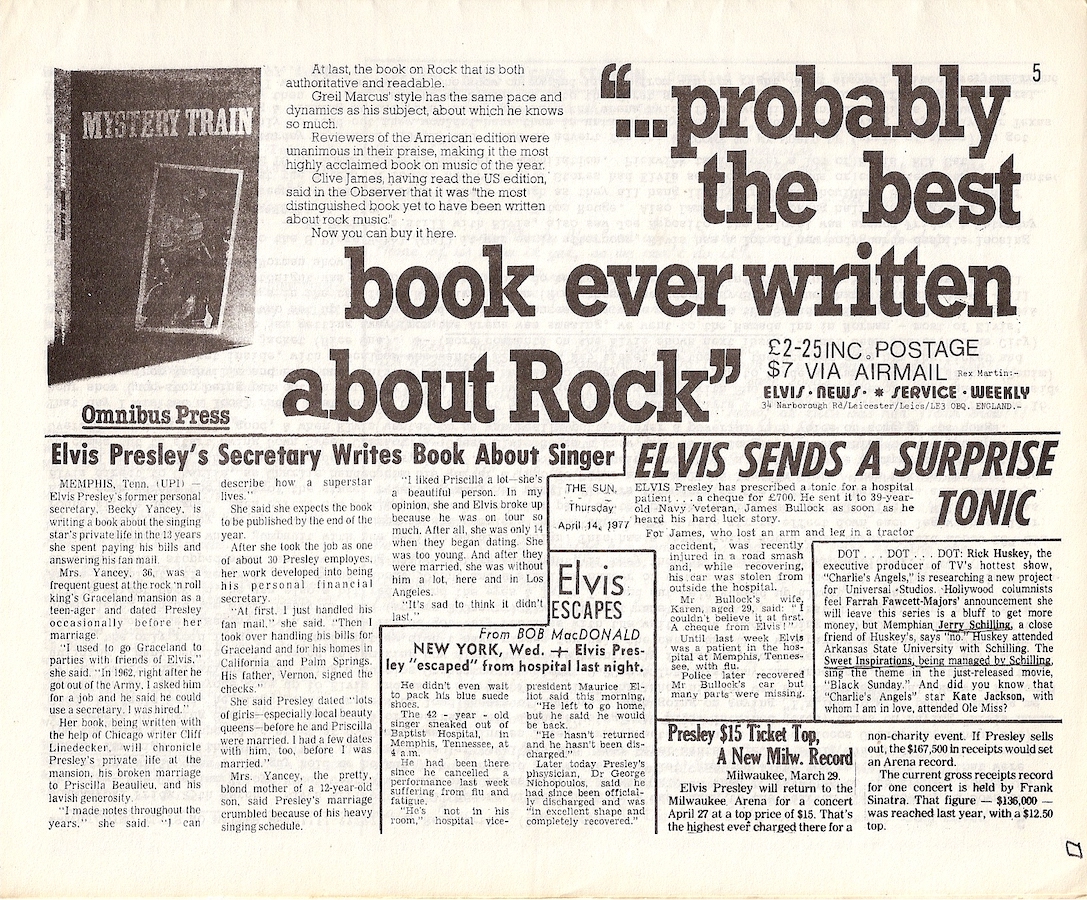 5
MYSTERY TRAIN
At last, the book on Rock that is both
authoritative and readable.
Greil Marcus' style has the same pace and
dynamics as his subject, about which he knows
so much.
Reviewers of the American edition were
unanimous in their praise, making it the most
highly acclaimed book on music of the year.
Clive James, having read the US edition,
said in the Observer that it was "the most
distinguished book yet to have been written
about rock music".
Now you can buy it here.
"...probably
the best
book ever written
about Rock"
Omnibus Press
£2-25 INC. POSTAGE
$7 VIA AIRMAIL Rex Martin:-
ELVIS · NEWS · * SERVICE · WEEKLY
34 Narborough Rd/Leicester/Leics/LE3 0BQ. ENGLAND.-
Elvis Presley's Secretary Writes Book About Singer
MEMPHIS, Tenn. (UPI) —
Elvis Presley's former personal
secretary, Becky Yancey, is
writing a book about the singing
star's private life in the 13 years
she spent paying his bills and
answering his fan mail.
Mrs. Yancey, 36, was a
frequent guest at the rock 'n roll
king's Graceland mansion as a
teen-ager and dated Presley
occasionally before her
marriage.
"I used to go Graceland to
parties with friends of Elvis,"
she said. "In 1962, right after he
got out of the Army, I asked him
for a job and he said he could
use a secretary. I was hired."
Her book, being written with
the help of Chicago writer Cliff
Linedecker, will chronicle
Presley's private life at the
mansion, his broken marriage
to Priscilla Beaulieu, and his
lavish generosity.
"I made notes throughout the
years," she said. "I can
describe how a superstar
lives."
She said she expects the book
to be published by the end of the
year.
After she took the job as one
of about 30 Presley employes,
her work developed into being
his personal financial
secretary.
"At first, I just handled his
fan mail," she said. "Then I
took over handling his bills for
Graceland and for his homes in
California and Palm Springs.
His father, Vernon, signed the
checks."
She said Presley dated "lots
of girls—especially local beauty
queens—before he and Priscilla
were married. I had a few dates
with him, too, before I was
married."
Mrs. Yancey, the pretty,
blond mother of a 12-year-old
son, said Presley's marriage
crumbled because of his heavy
singing schedule.
"I liked Priscilla a lot—she's
a beautiful person. In my
opinion, she and Elvis broke up
because he was on tour so
much. After all, she was only 14
when they began dating. She
was too young. And after they
were married, she was without
him a lot, here and in Los
Angeles.
"It's sad to think it didn't
last."
ELVIS SENDS A SURPRISE
TONIC
THE SUN,
~
Thursday
~
April 14, 1977
ELVIS Presley has prescribed a tonic for a hospital
patient . . . a cheque for £700. He sent it to 39-year-
old Navy veteran, James Bullock as soon as he
heard his hard luck story.
For James, who lost an arm and leg in a tractor
accident, was recently
injured in a road smash
and, while recovering,
his car was stolen from
outside the hospital.
Mr Bullock's wife,
Karen, aged 29, said: "I
couldn't believe it at first.
A cheque from Elvis!"
Until last week Elvis
was a patient in the hos-
pital at Memphis, Tennes-
see, with flu.
Police later recovered
Mr Bullock's car but
many parts were missing.
Elvis
ESCAPES
From BOB MacDONALD
NEW YORK, Wed. — Elvis Pres-
ley "escaped" from hospital last night.
He didn't even wait
to pack his blue suede
shoes.
The 42 - year - old
singer sneaked out of
Baptist Hospital, in
Memphis, Tennessee, at
4 a.m.
He had been there
since he cancelled a
performance last week
suffering from flu and
fatigue.
"He's not in his
room," hospital vice-
president Maurice El-
liot said this morning.
"He left to go home,
but he said he would
be back.
"He hasn't returned
and he hasn't been dis-
charged."
Later today Presley's
phsysician, Dr George
Nichopoulos, said he
had since been official-
ly discharged and was
"in excellent shape and
completely recovered."
DOT . . . DOT . . . DOT: Rick Huskey, the
executive producer of TV's hottest show,
"Charlie's Angels," is researching a new project
for Universal Studios. Hollywood columnists
feel Farrah Fawcett-Majors' announcement she
will leave this series is a bluff to get more
money, but Memphian Jerry Schilling, a close
friend of Huskey's, says "no." Huskey attended
Arkansas State University with Schilling. The
Sweet Inspirations, being managed by Schilling,
sing the theme in the just-released movie,
"Black Sunday." And did you know that
"Charlie's Angels" star Kate Jackson, with
whom I am in love, attended Ole Miss?
Presley $15 Ticket Top,
A New Milw. Record
Milwaukee, March 29.
Elvis Presley will return to the
Milwaukee Arena for a concert
April 27 at a top price of $15. That's
the highest ever charged there for a
non-charity event. If Presley sells
out, the $167,500 in receipts would set
an Arena record.
The current gross receipts record
for one concert is held by Frank
Sinatra. That figure — $136,000 —
was reached last year, with a $12.50
top.